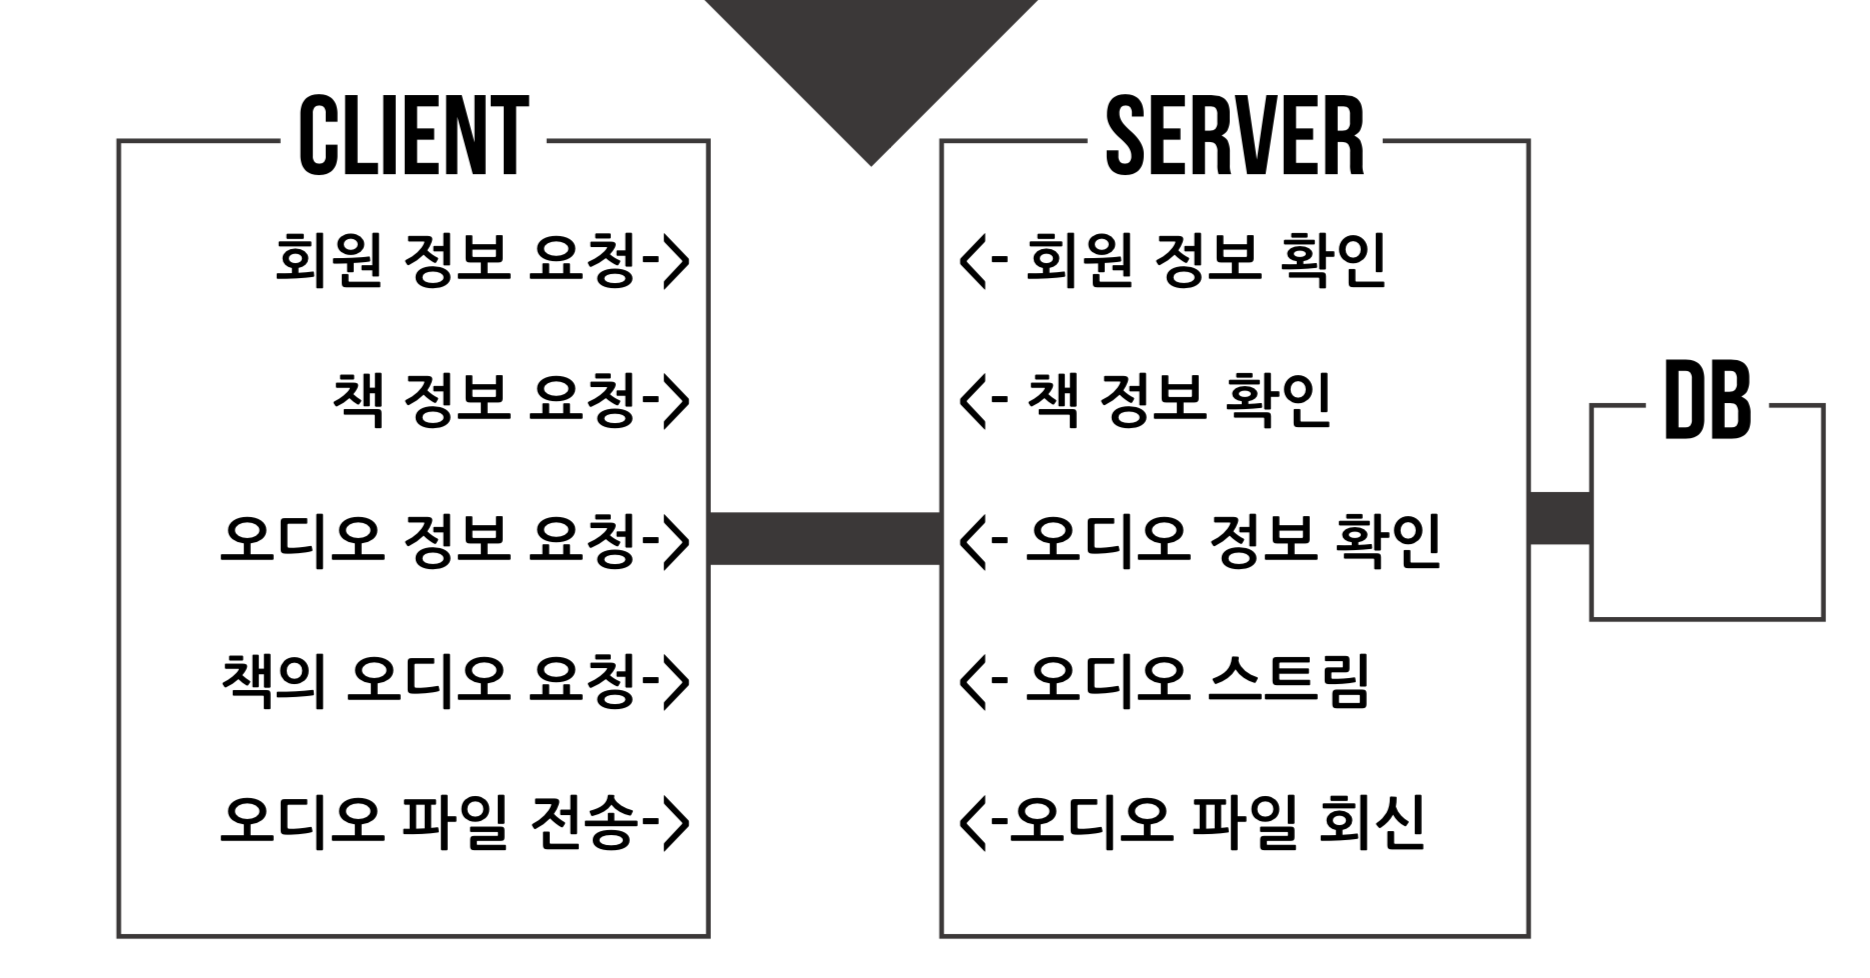 CLIENT
회원 정보 요청->
책 정보 요청->
오디오 정보 요청->
책의 오디오 요청->
오디오 파일 전송->
SERVER
<- 회원 정보 확인
<- 책 정보 확인
<- 오디오 정보 확인
<- 오디오 스트림
<-오디오 파일 회신
DB